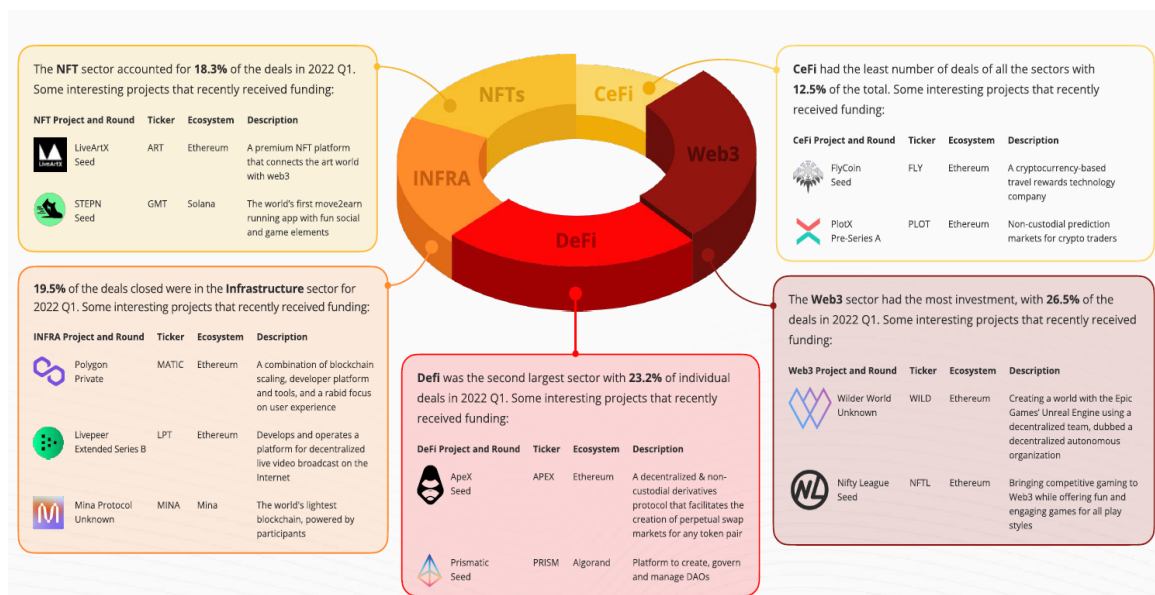 The NFT sector accounted for 18.3% of the deals in 2022 Q1.
Some interesting projects that recently received funding:
NFT Project and Round Ticker Ecosystem Description
LiveArtX
LiveArtX
Seed
ART
Ethereum
A premium NFT platform
that connects the art world
with web3
STEPN
Seed
GMT
Solana
The world's first move2earn
running app with fun social
and game elements
19.5% of the deals closed were in the Infrastructure sector for
2022 Q1. Some interesting projects that recently received funding:
INFRA Project and Round Ticker Ecosystem Description
Polygon
Private
MATIC
Ethereum
A combination of blockchain
scaling, developer platform
and tools, and a rabid focus
on user experience
Livepeer
Extended Series B
LPT
Ethereum
Develops and operates a
platform for decentralized
live video broadcast on the
Internet
Mina Protocol
Unknown
MINA
Mina
The world's lightest
blockchain, powered by
participants
NFTs
CeFi
Web3
INFRA
DeFi
Defi was the second largest sector with 23.2% of individual
deals in 2022 Q1. Some interesting projects that recently
received funding:
DeFi Project and Round Ticker Ecosystem Description
ApeX
Seed
APEX
Ethereum
A decentralized & non-
custodial derivatives
protocol that facilitates the
creation of perpetual swap
markets for any token pair
Prismatic
Seed
PRISM
Algorand
Platform to create, govern
and manage DAOs
CeFi had the least number of deals of all the sectors with
12.5% of the total. Some interesting projects that recently
received funding:
CeFi Project and Round Ticker Ecosystem Description
FlyCoin
Seed
FLY
Ethereum
A cryptocurrency-based
travel rewards technology
company
PlotX
Pre-Series A
PLOT
Ethereum
Non-custodial prediction
markets for crypto traders
The Web3 sector had the most investment, with 26.5% of the
deals in 2022 Q1. Some interesting projects that recently received
funding:
Web3 Project and Round Ticker Ecosystem Description
Wilder World
Unknown
WILD
Ethereum
Creating a world with the Epic
Games' Unreal Engine using a
decentralized team, dubbed a
decentralized autonomous
organization
NL
Nifty League
Seed
NFTL
Ethereum
Bringing competitive gaming to
Web3 while offering fun and
engaging games for all play
styles